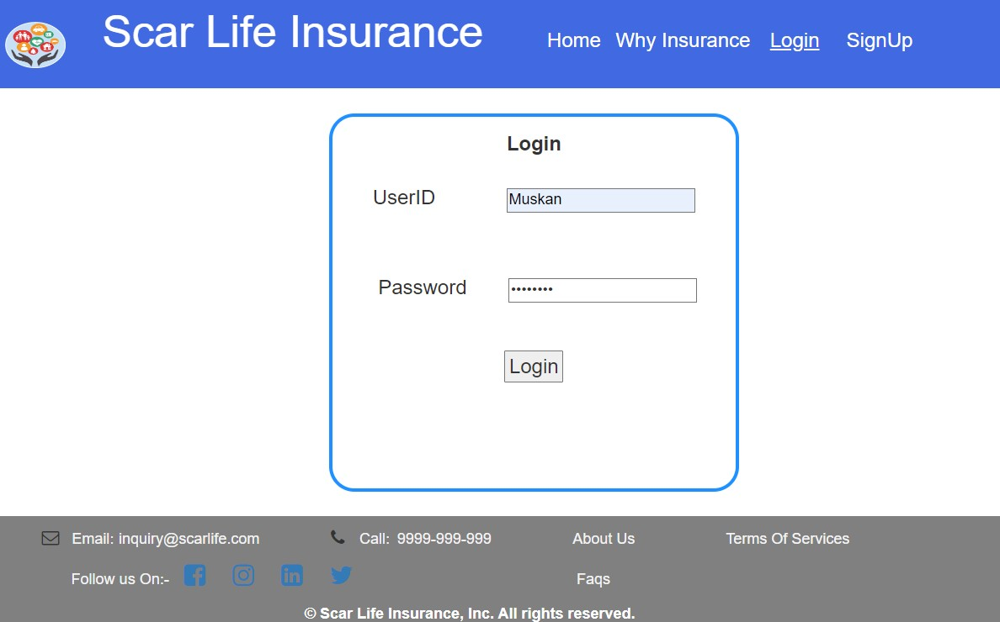 Scar Life Insurance
Home Why Insurance Login SignUp
Login
UserID Muskan
Password ••••••••
Login
Email: inquiry@scarlife.com Call: 9999-999-999 About Us Terms Of Services
Follow us On:- Faqs
© Scar Life Insurance, Inc. All rights reserved.